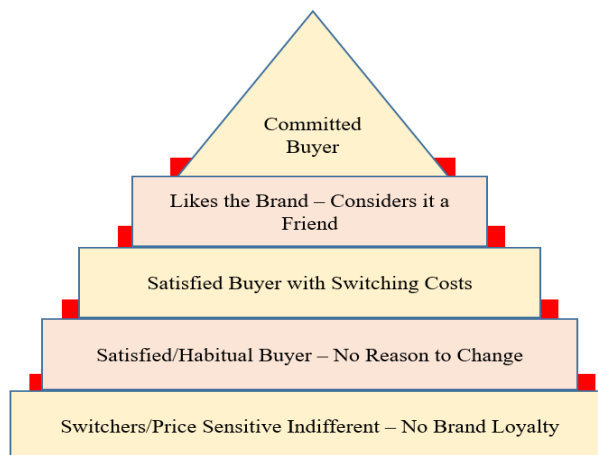 Committed
Buyer
Likes the Brand – Considers it a
Friend
Satisfied Buyer with Switching Costs
Satisfied/Habitual Buyer – No Reason to Change
Switchers/Price Sensitive Indifferent – No Brand Loyalty